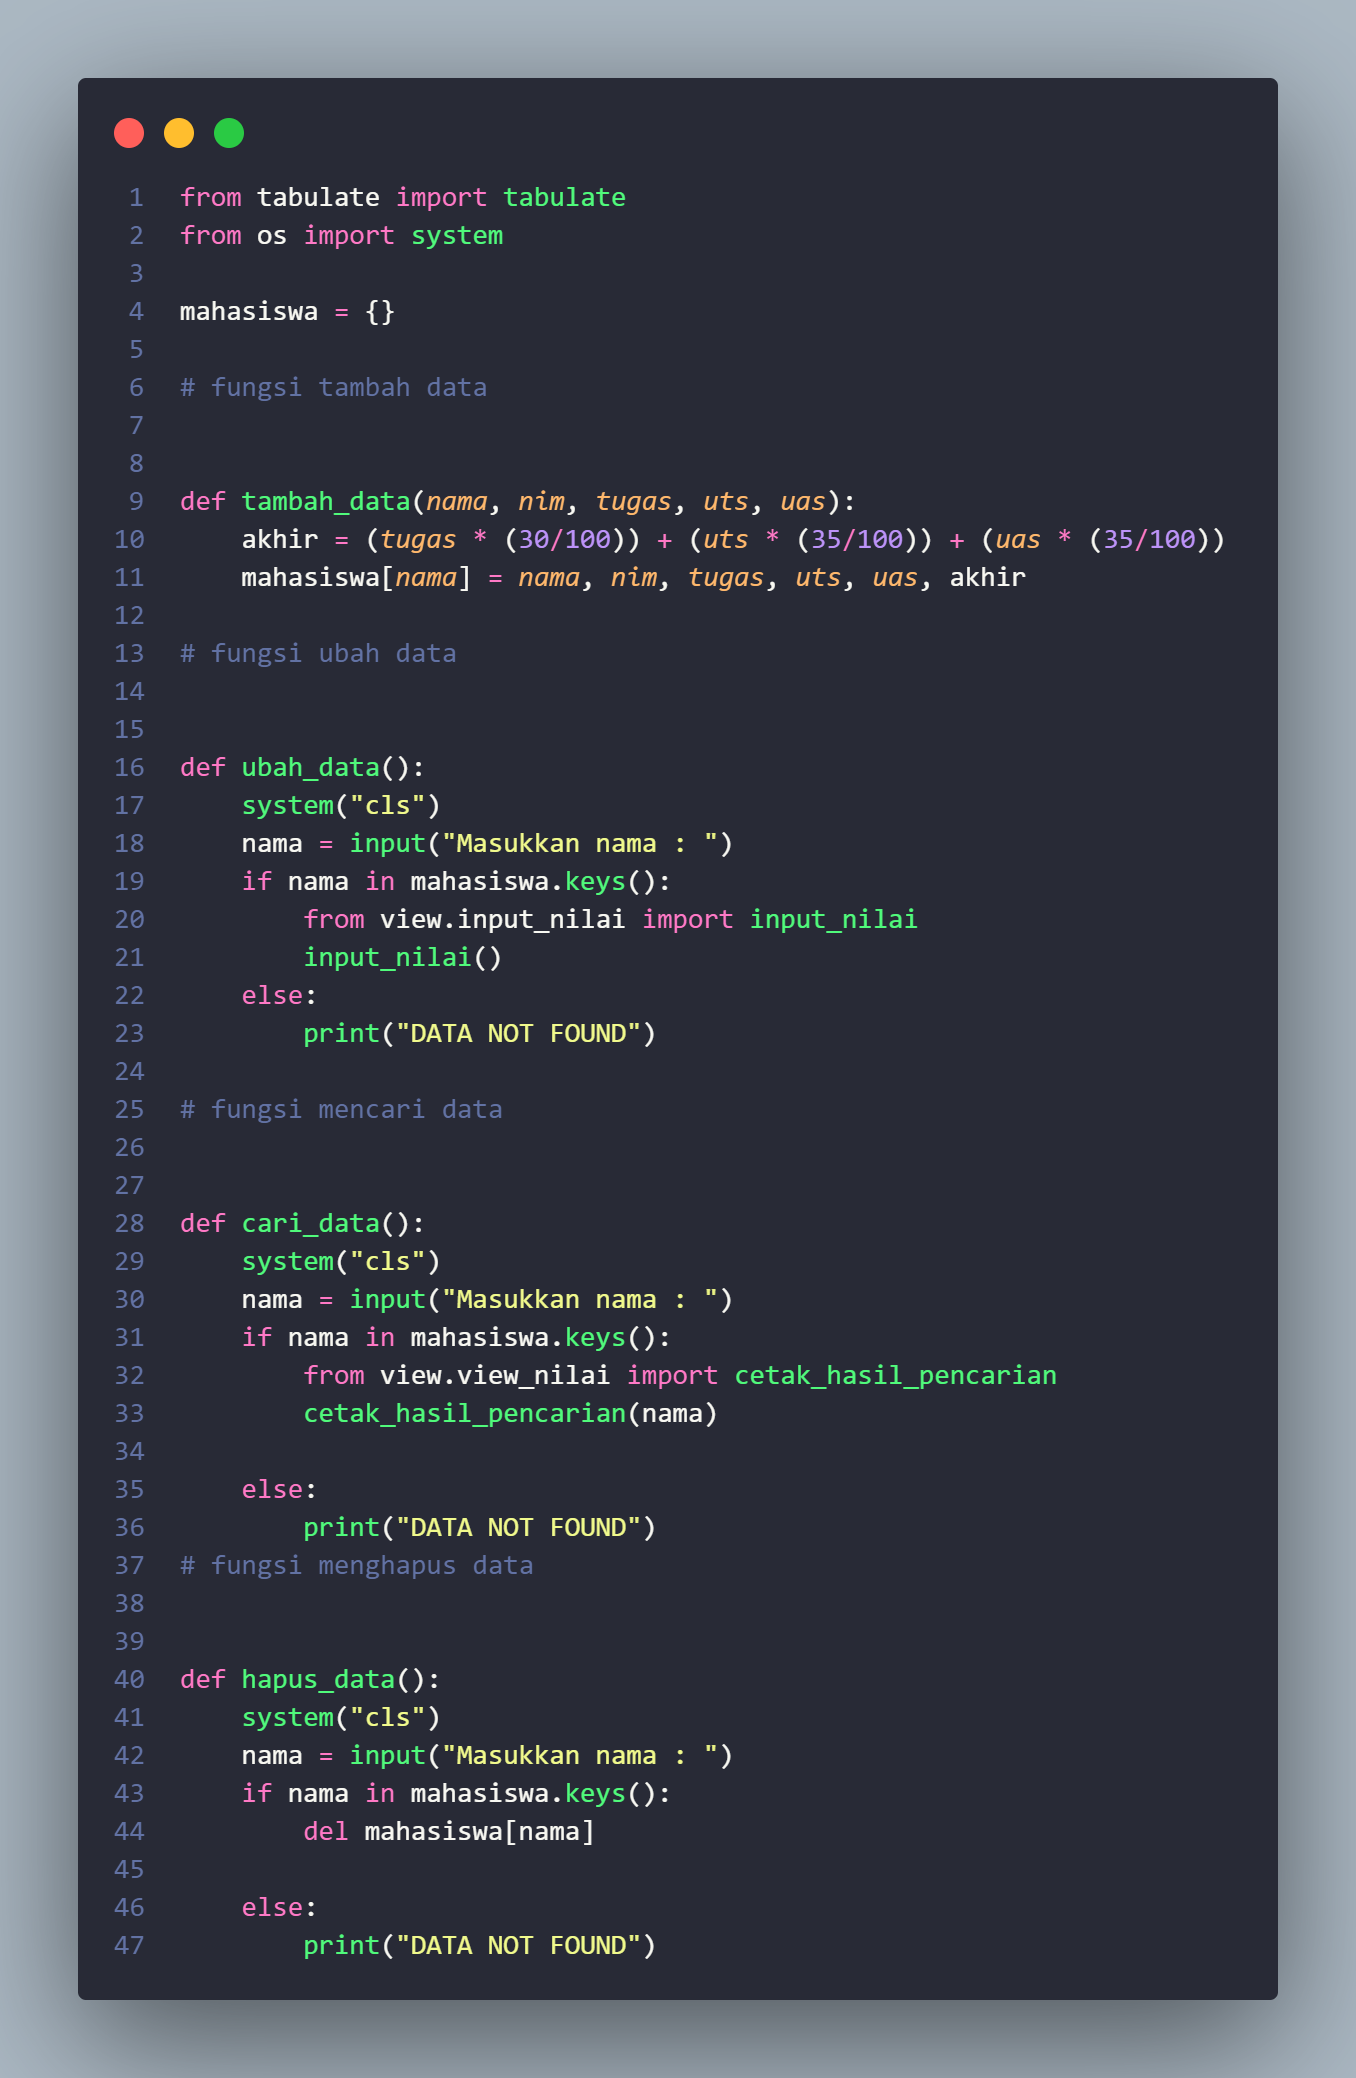 1 from tabulate import tabulate
2 from os import system
3
4 mahasiswa = {}
5
6 # fungsi tambah data
7
8
9 def tambah_data(nama, nim, tugas, uts, uas):
10     akhir = (tugas * (30/100)) + (uts * (35/100)) + (uas * (35/100))
11     mahasiswa[nama] = nama, nim, tugas, uts, uas, akhir
12
13 # fungsi ubah data
14
15
16 def ubah_data():
17     system("cls")
18     nama = input("Masukkan nama : ")
19     if nama in mahasiswa.keys():
20         from view.input_nilai import input_nilai
21         input_nilai()
22     else:
23         print("DATA NOT FOUND")
24
25 # fungsi mencari data
26
27
28 def cari_data():
29     system("cls")
30     nama = input("Masukkan nama : ")
31     if nama in mahasiswa.keys():
32         from view.view_nilai import cetak_hasil_pencarian
33         cetak_hasil_pencarian(nama)
34
35     else:
36         print("DATA NOT FOUND")
37 # fungsi menghapus data
38
39
40 def hapus_data():
41     system("cls")
42     nama = input("Masukkan nama : ")
43     if nama in mahasiswa.keys():
44         del mahasiswa[nama]
45
46     else:
47         print("DATA NOT FOUND")